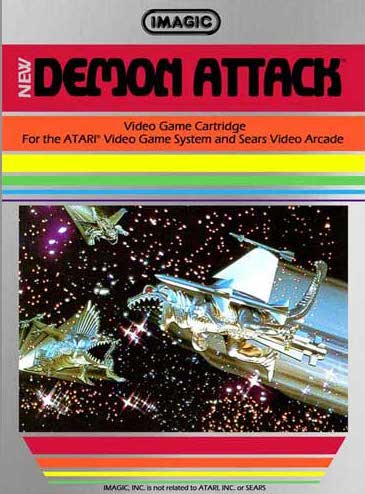 IMAGIC
NEW DEMON ATTACK™
Video Game Cartridge
For the ATARI® Video Game System and Sears Video Arcade
IMAGIC, INC. is not related to ATARI, INC. or SEARS